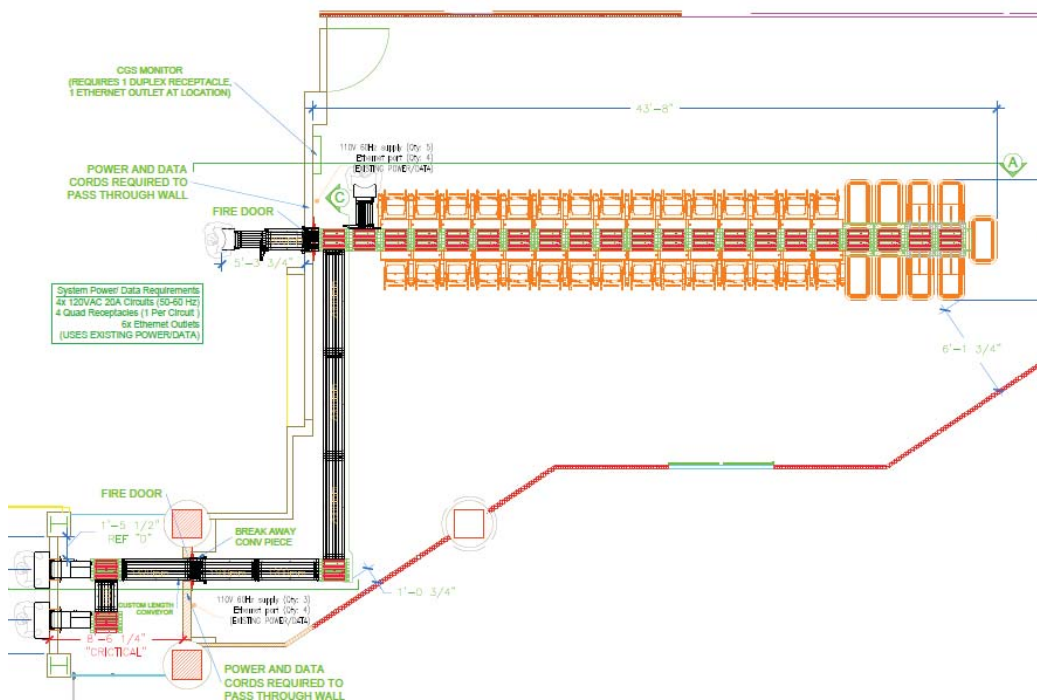 CGS MONITOR
(REQUIRES 1 DUPLEX RECEPTACLE,
1 ETHERNET OUTLET AT LOCATION)
43'-8"
110V 60Hz supply (Qty: 5)
Ethernet port (Qty: 4)
(EXISTING POWER/DATA)
A
POWER AND DATA
CORDS REQUIRED TO
PASS THROUGH WALL
C
FIRE DOOR
5'-3 3/4"
System Power/ Data Requirements
4x 120VAC 20A Circuits (50-60 Hz)
4 Quad Receptacles (1 Per Circuit )
6x Ethernet Outlets
(USES EXISTING POWER/DATA)
6'-1 3/4"
FIRE DOOR
1'-5 1/2"
REF "D"
BREAK AWAY
CONV PIECE
1'-0 3/4"
CUSTOM LENGTH
CONVEYOR
110V 60Hz supply (Qty: 3)
Ethernet port (Qty: 4)
(EXISTING POWER/DATA)
8'-6 1/4"
"CRICTICAL"
POWER AND DATA
CORDS REQUIRED TO
PASS THROUGH WALL